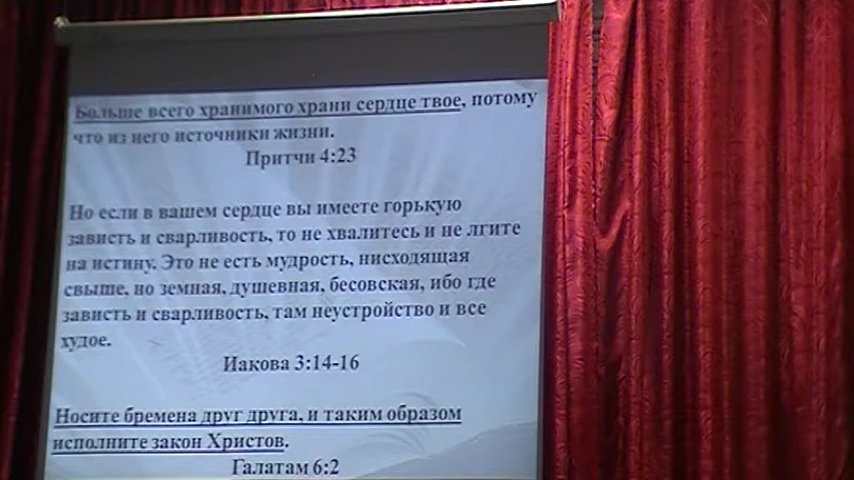 Больше всего хранимого храни сердце твое, потому
что из него источники жизни.
Притчи 4:23
Но если в вашем сердце вы имеете горькую
зависть и сварливость, то не хвалитесь и не лгите
на истину. Это не есть мудрость, нисходящая
свыше, но земная, душевная, бесовская, ибо где
зависть и сварливость, там неустройство и все
худое.
Иакова 3:14-16
Носите бремена друг друга, и таким образом
исполните закон Христов.
Галатам 6:2